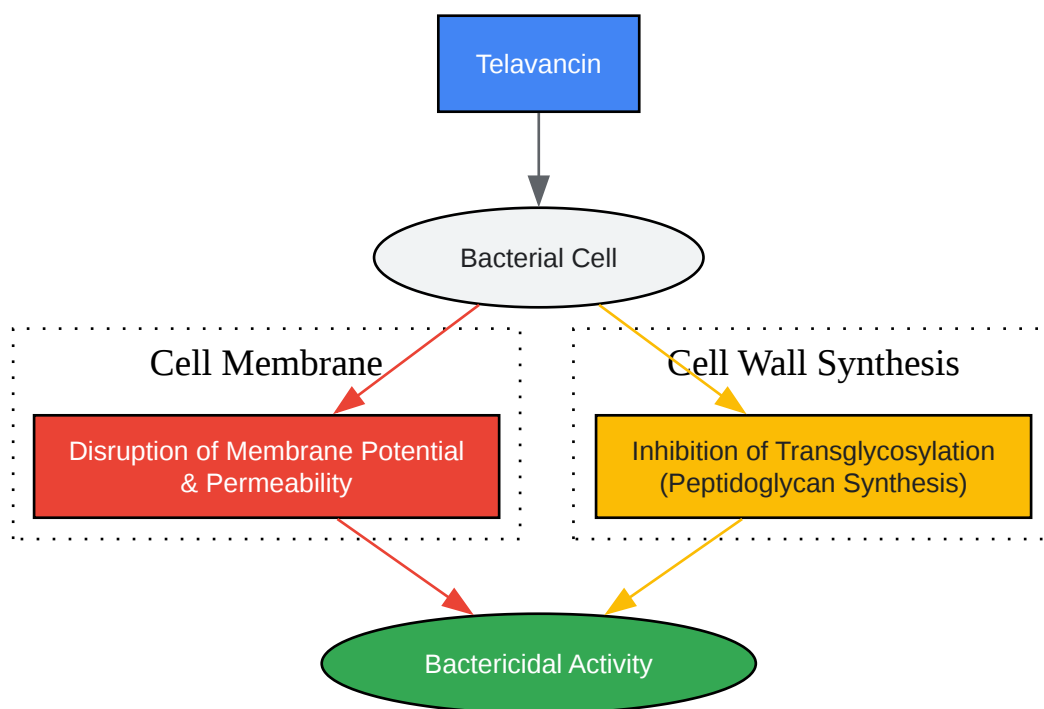 Telavancin
Bacterial Cell
Cell Membrane
Cell Wall Synthesis
Disruption of Membrane Potential
& Permeability
Inhibition of Transglycosylation
(Peptidoglycan Synthesis)
Bactericidal Activity